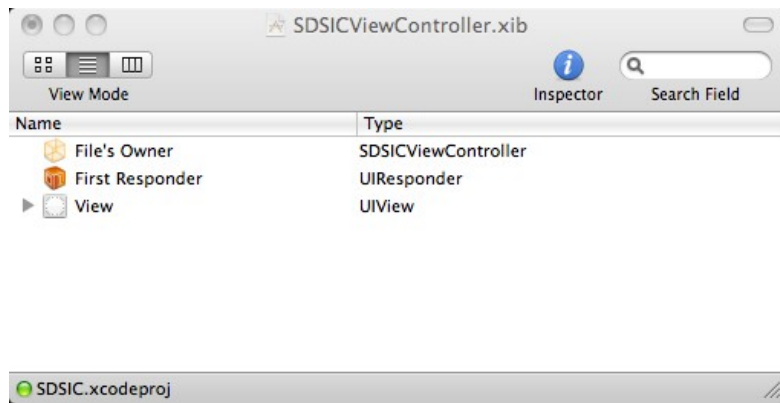 SDSICViewController.xib
View Mode
Inspector
Search Field
Name Type
File's Owner SDSICViewController
First Responder UIResponder
View UIView
SDSIC.xcodeproj